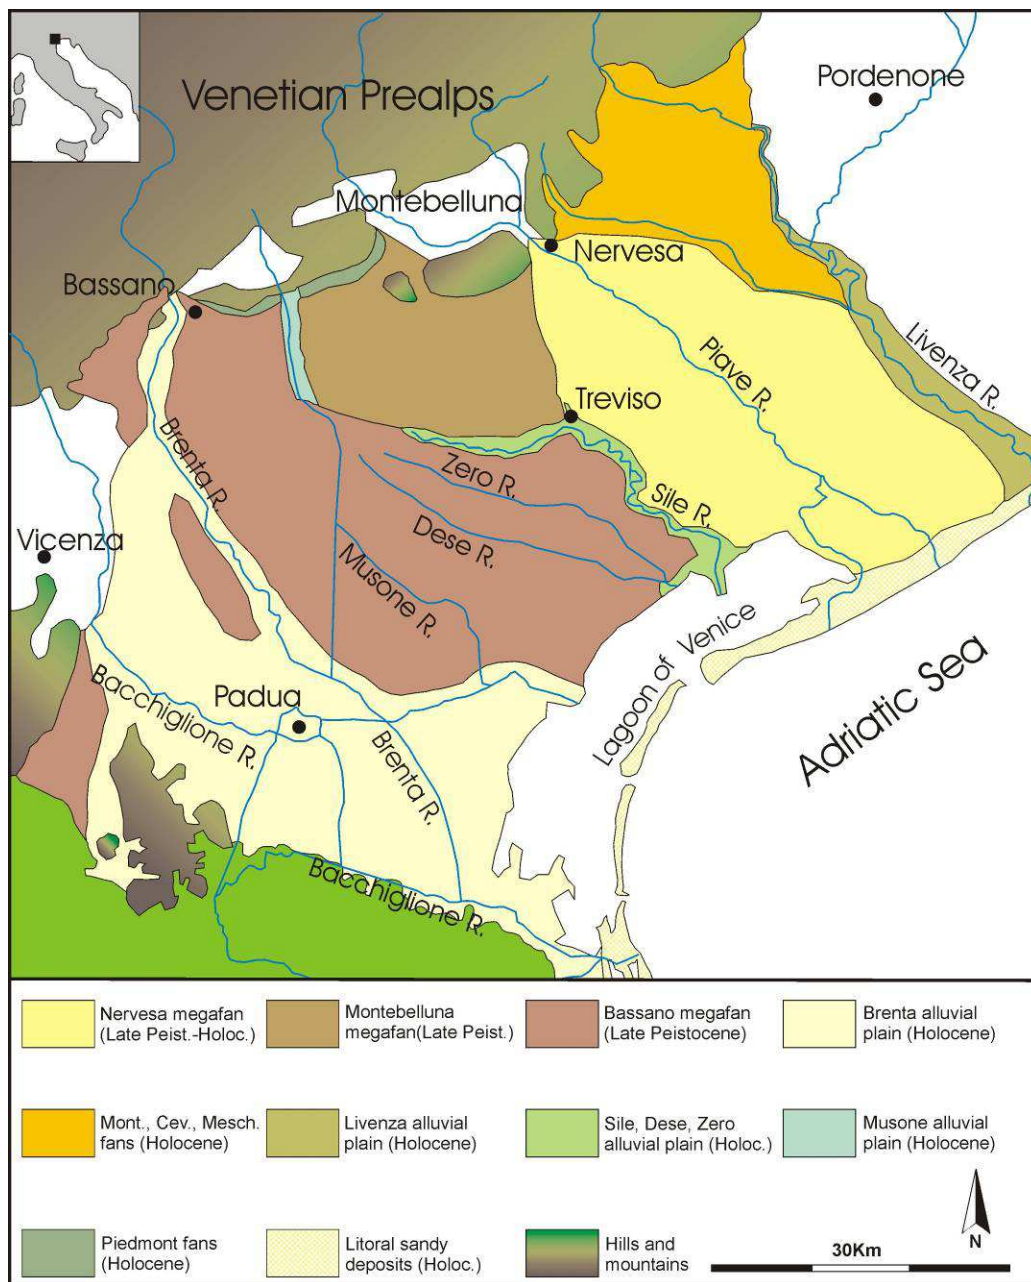 Venetian Prealps
Pordenone
Montebelluna
Nervesa
Bassano
Piave R.
Livenza R.
Treviso
Brenta R.
Zero R.
Sile R.
Dese R.
Vicenza
Musone R.
Lagoon of Venice
Padua
Bacchiglione R.
Brenta R.
Adriatic Sea
Bacchiglione R.
Nervesa megafan
(Late Peist.-Holoc.)
Montebelluna
megafan(Late Peist.)
Bassano megafan
(Late Peistocene)
Brenta alluvial
plain (Holocene)
Mont., Cev., Mesch.
fans (Holocene)
Livenza alluvial
plain (Holocene)
Sile, Dese, Zero
alluvial plain (Holoc.)
Musone alluvial
plain (Holocene)
Piedmont fans
(Holocene)
Litoral sandy
deposits (Holoc.)
Hills and
mountains
30Km
N